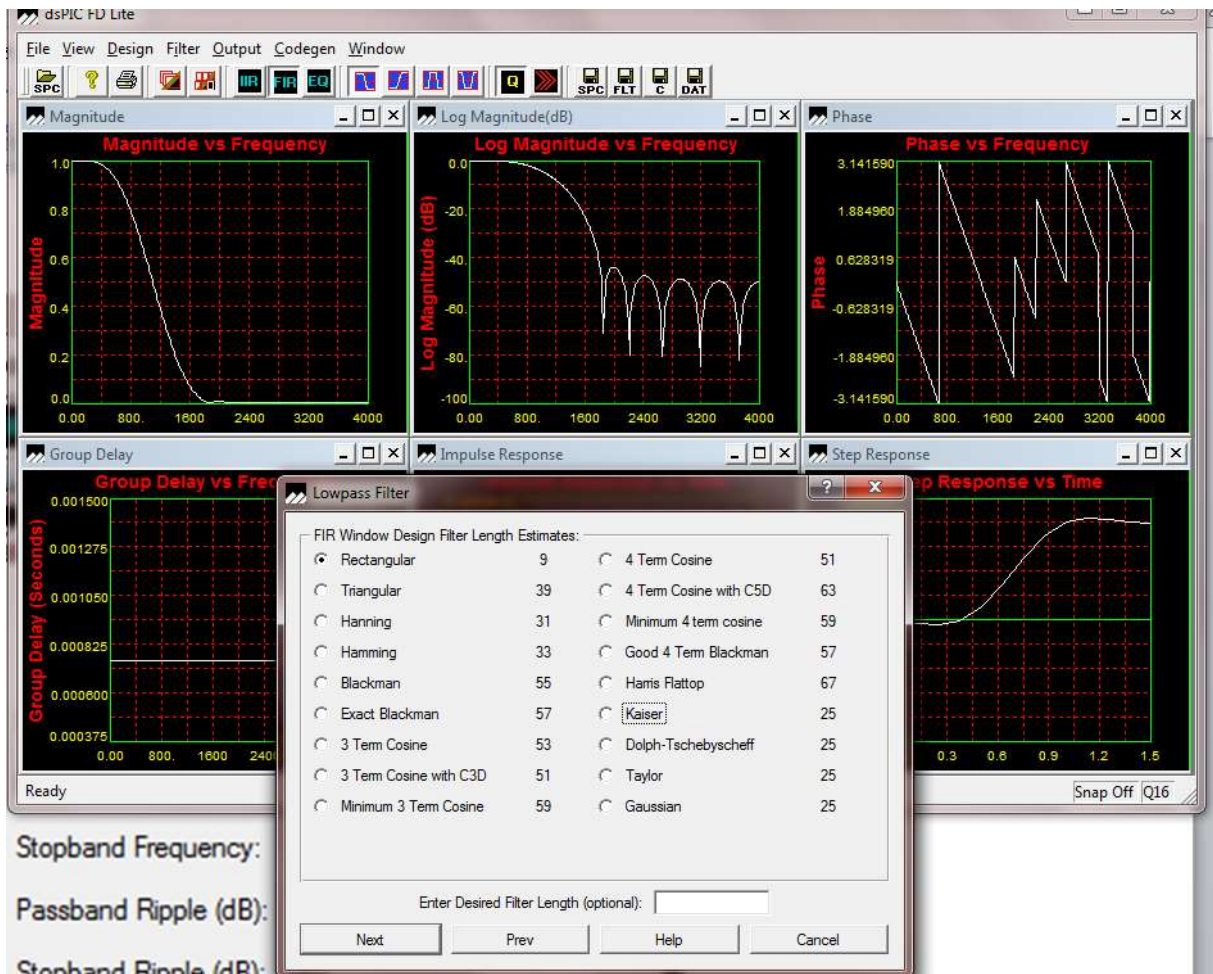 dsPIC FD Lite
File View Design Filter Output Codegen Window
SPC ? IIR FIR EQ Q SPC FLT C DAT
Magnitude
Magnitude vs Frequency
Magnitude
1.0
0.8
0.6
0.4
0.2
0.0
0.00 800. 1600 2400 3200 4000
Log Magnitude(dB)
Log Magnitude vs Frequency
Log Magnitude (dB)
0.0
-20.
-40.
-60.
-80.
-100
0.00 800. 1600 2400 3200 4000
Phase
Phase vs Frequency
Phase
3.141590
1.884960
0.628319
-0.628319
-1.884960
-3.141590
0.00 800. 1600 2400 3200 4000
Group Delay
Group Delay vs Fre
Group Delay (Seconds)
0.001500
0.001275
0.001050
0.000825
0.000600
0.000375
0.00 800. 1600 240
Impulse Response
Step Response
ep Response vs Time
0.3 0.6 0.9 1.2 1.5
Lowpass Filter
FIR Window Design Filter Length Estimates:
Rectangular 9
Triangular 39
Hanning 31
Hamming 33
Blackman 55
Exact Blackman 57
3 Term Cosine 53
3 Term Cosine with C3D 51
Minimum 3 Term Cosine 59
4 Term Cosine 51
4 Term Cosine with C5D 63
Minimum 4 term cosine 59
Good 4 Term Blackman 57
Harris Flattop 67
Kaiser 25
Dolph-Tschebyscheff 25
Taylor 25
Gaussian 25
Enter Desired Filter Length (optional):
Next Prev Help Cancel
Ready
Snap Off Q16
Stopband Frequency:
Passband Ripple (dB):
Stopband Ripple (dB):